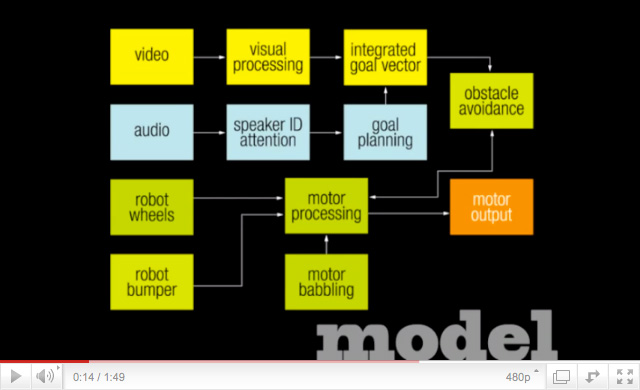 video
visual
processing
integrated
goal vector
obstacle
avoidance
audio
speaker ID
attention
goal
planning
robot
wheels
motor
processing
motor
output
robot
bumper
motor
babbling
model
0:14 / 1:49
480p